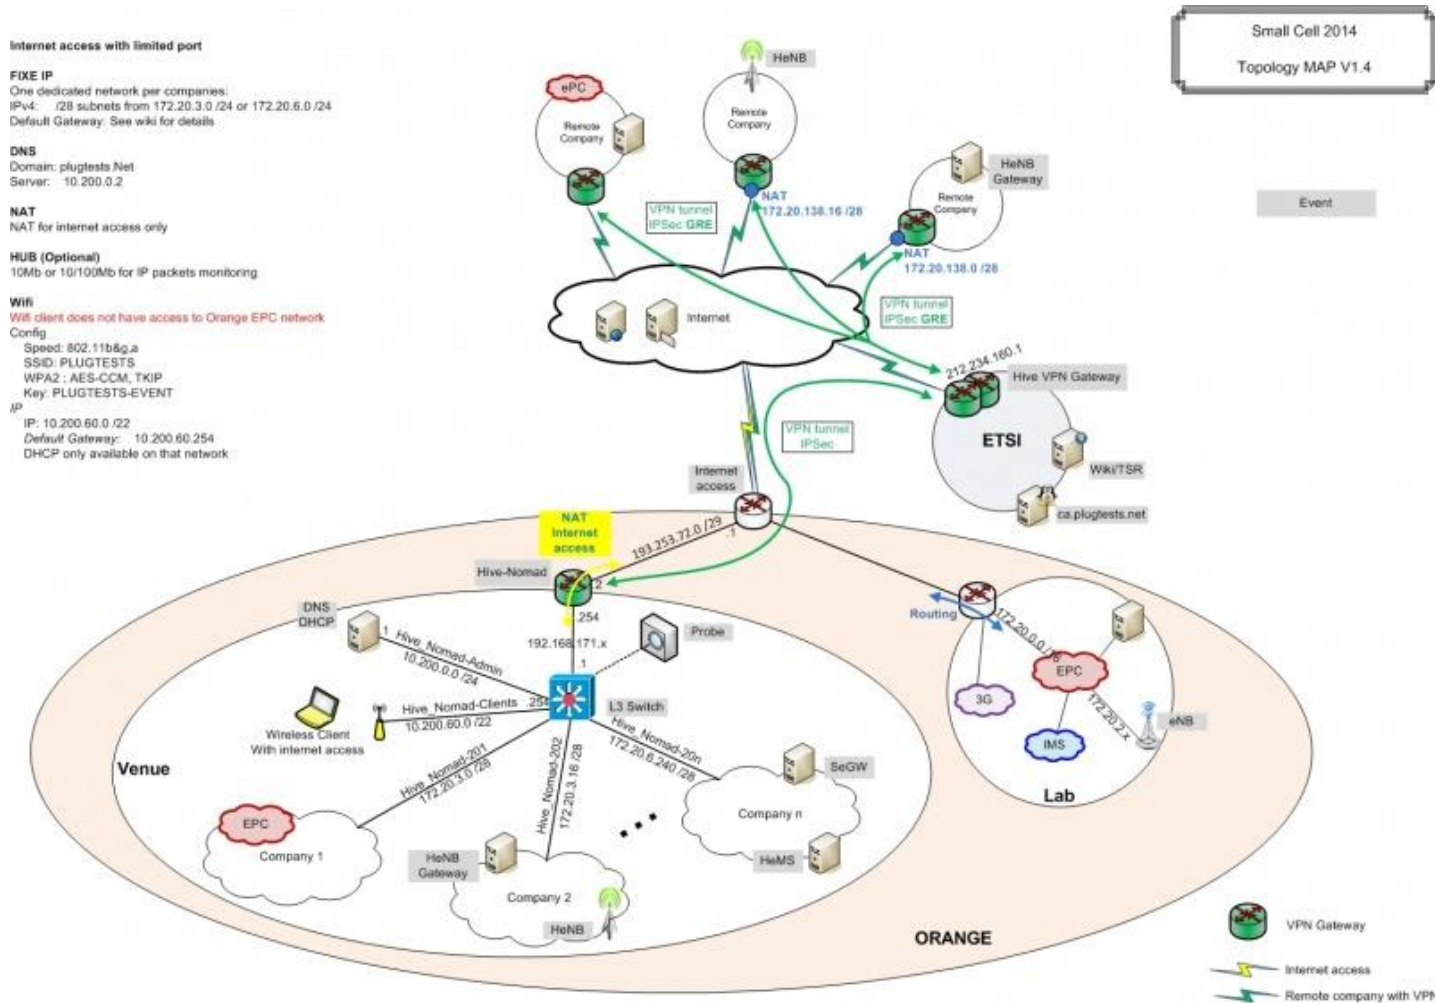 Small Cell 2014
Topology MAP V1.4
Internet access with limited port
FIXE IP
One dedicated network per companies:
IPv4: /28 subnets from 172.20.3.0 /24 or 172.20.6.0 /24
Default Gateway: See wiki for details
DNS
Domain: plugtests.Net
Server: 10.200.0.2
NAT
NAT for internet access only
HUB (Optional)
10Mb or 10/100Mb for IP packets monitoring
Wifi
Wifi client does not have access to Orange EPC network
Config
Speed: 802.11b&g,a
SSID: PLUGTESTS
WPA2 : AES-CCM, TKIP
Key: PLUGTESTS-EVENT
IP
IP: 10.200.60.0 /22
Default Gateway: 10.200.60.254
DHCP only available on that network
ePC
Remote
Company
HeNB
Remote
Company
HeNB
Gateway
Remote
Company
Event
VPN tunnel
IPSec GRE
NAT
172.20.138.16 /28
NAT
172.20.138.0 /28
Internet
VPN tunnel
IPSec GRE
212.234.160.1
Hive VPN Gateway
ETSI
Wiki/TSR
ca.plugtests.net
VPN tunnel
IPSec
Internet
access
NAT
Internet
access
193.253.72.0 /29
.1
Hive-Nomad
.2
.254
192.168.171.x
.1
Probe
DNS
DHCP
.1
Hive_Nomad-Admin
10.200.0.0 /24
Hive_Nomad-Clients
.254
10.200.60.0 /22
L3 Switch
Wireless Client
With internet access
Venue
Hive_Nomad-201
172.20.3.0 /28
Hive_Nomad-202
172.20.3.16 /28
Hive_Nomad-20n
172.20.6.240 /28
EPC
Company 1
HeNB
Gateway
Company 2
HeNB
SeGW
Company n
HeMS
Routing
172.20.0.0 /16
EPC
3G
IMS
172.20.2.x
eNB
Lab
ORANGE
VPN Gateway
Internet access
Remote company with VPN